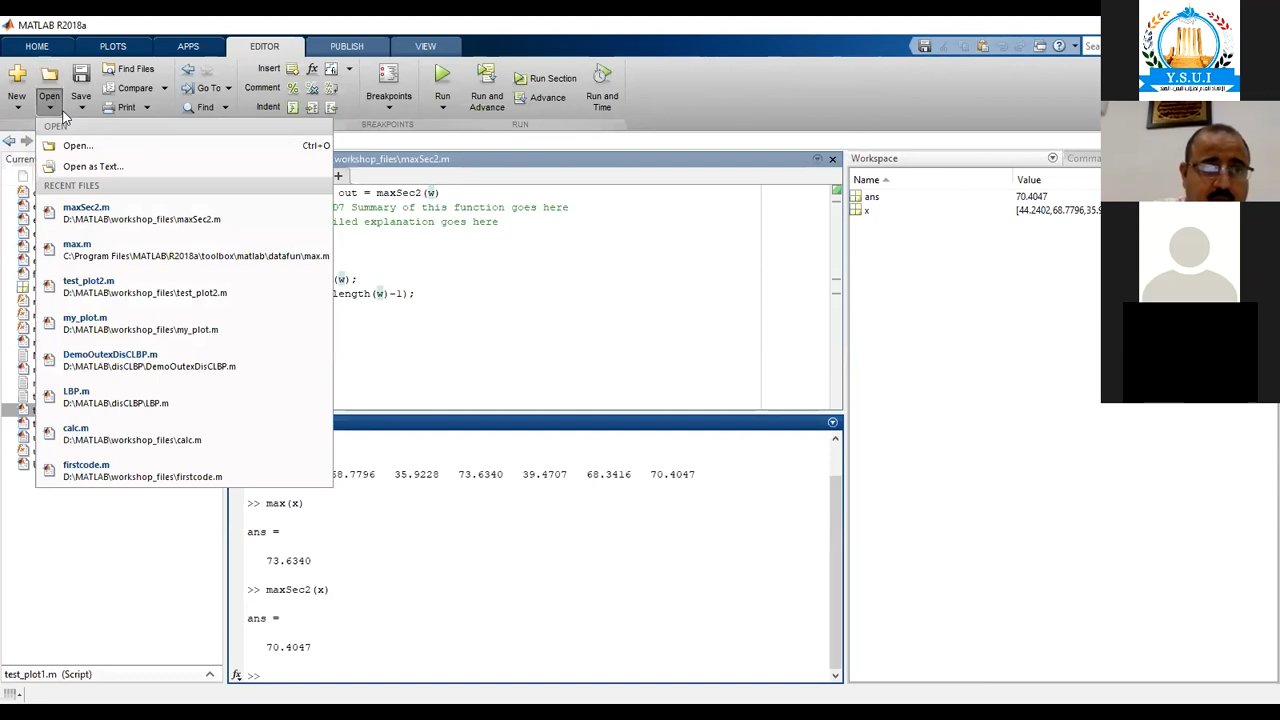 MATLAB R2018a
HOME PLOTS APPS EDITOR PUBLISH VIEW
New Open Save
Find Files
Compare
Print
Go To
Find
Insert
Comment
Indent
Breakpoints
Run
Run and Advance
Run Section
Advance
Run and Time
BREAKPOINTS
RUN
Y.S.U.I
OPEN
Open... Ctrl+O
Open as Text...
RECENT FILES
maxSec2.m
D:\MATLAB\workshop_files\maxSec2.m
max.m
C:\Program Files\MATLAB\R2018a\toolbox\matlab\datafun\max.m
test_plot2.m
D:\MATLAB\workshop_files\test_plot2.m
my_plot.m
D:\MATLAB\workshop_files\my_plot.m
DemoOutexDisCLBP.m
D:\MATLAB\disCLBP\DemoOutexDisCLBP.m
LBP.m
D:\MATLAB\disCLBP\LBP.m
calc.m
D:\MATLAB\workshop_files\calc.m
firstcode.m
D:\MATLAB\workshop_files\firstcode.m
workshop_files\maxSec2.m
out = maxSec2(w)
D7 Summary of this function goes here
iled explanation goes here
(w);
length(w)-1);
68.7796 35.9228 73.6340 39.4707 68.3416 70.4047
>> max(x)
ans =
73.6340
>> maxSec2(x)
ans =
70.4047
fx >>
Workspace
Comma
Name Value
ans 70.4047
x [44.2402,68.7796,35.9
test_plot1.m (Script)